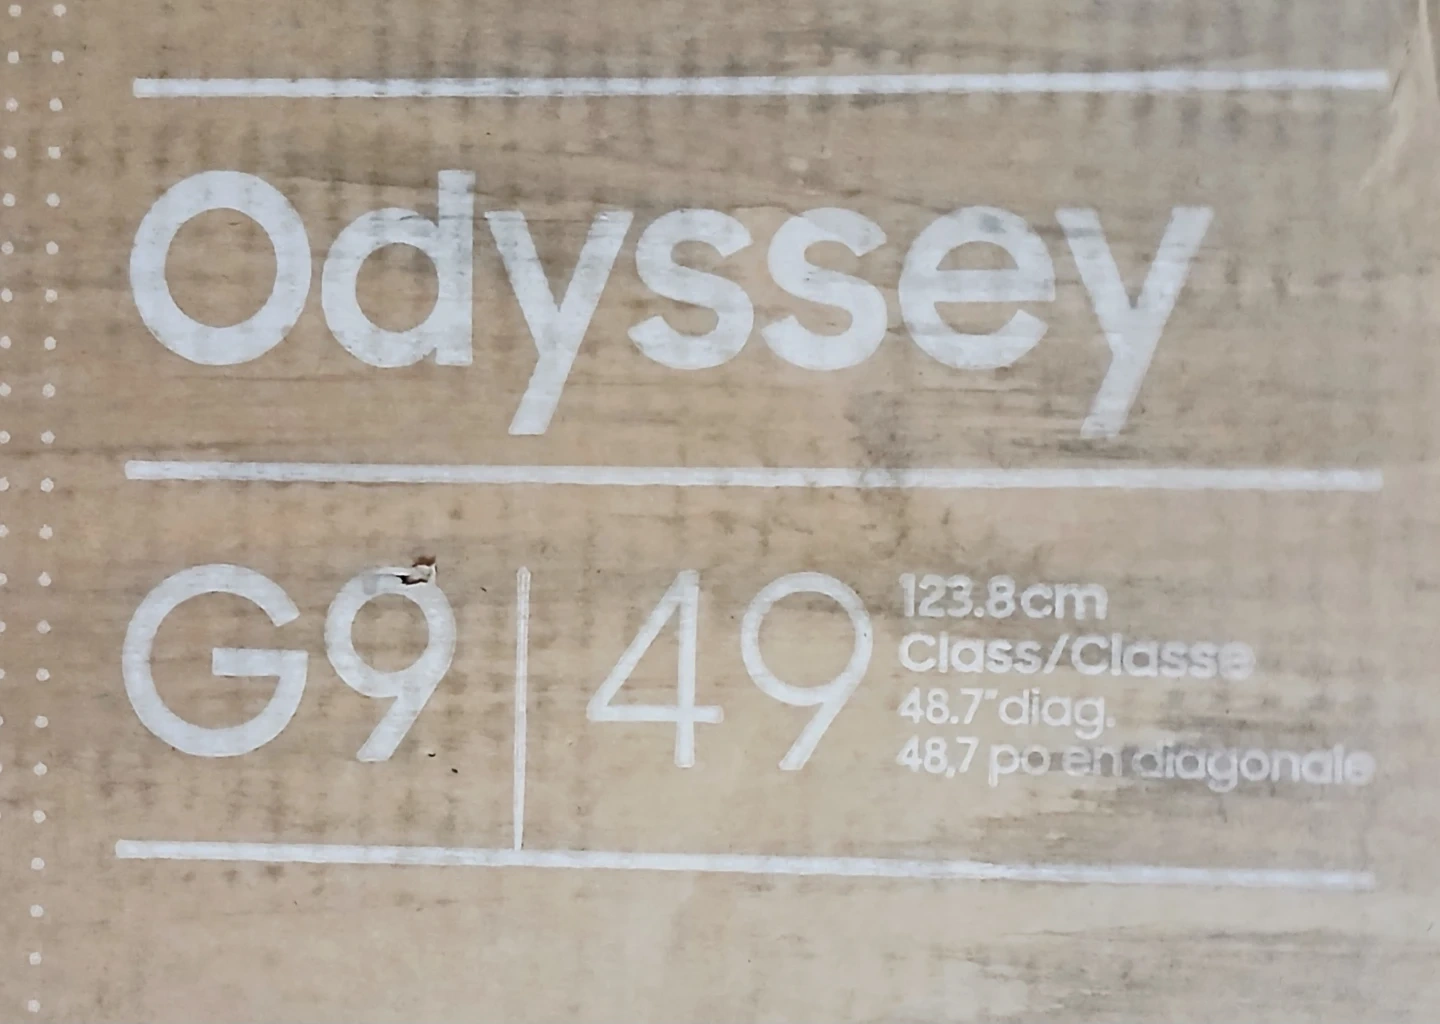 Odyssey
G9 49
123.8cm
Class/Classe
48.7"diag.
48,7 po en diagonale